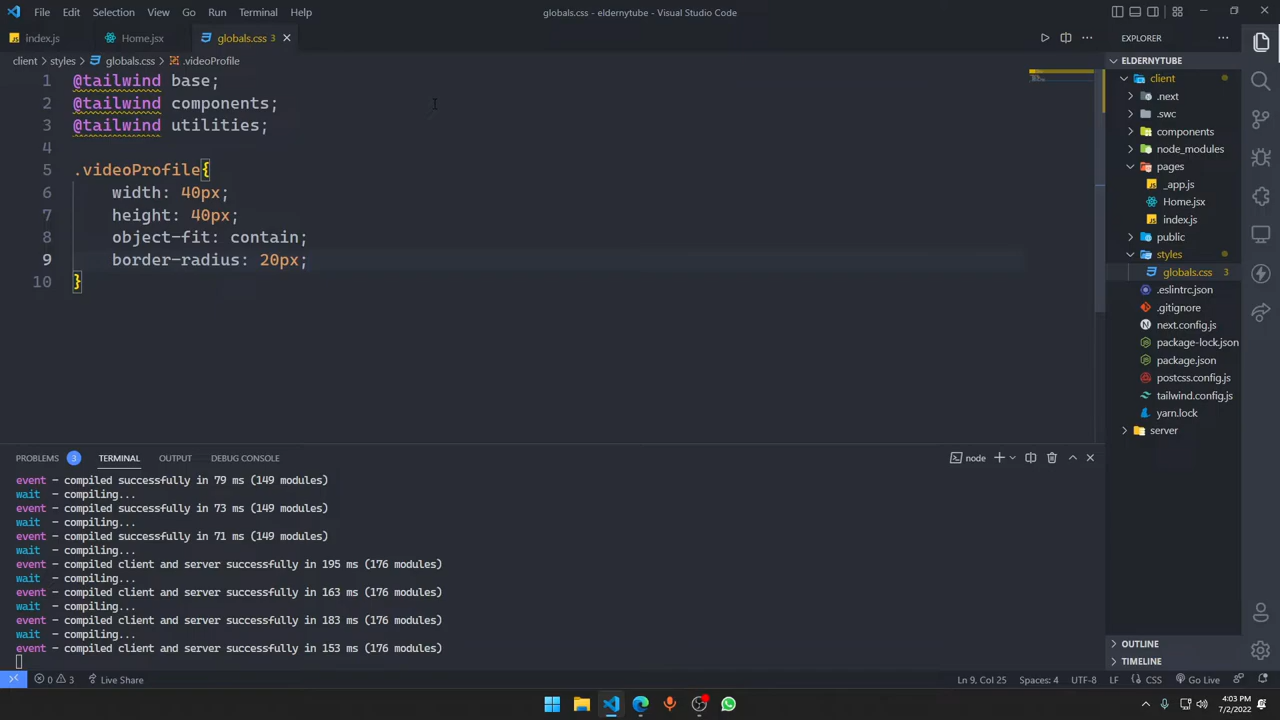 File Edit Selection View Go Run Terminal Help
globals.css - eldernytube - Visual Studio Code
index.js
Home.jsx
globals.css 3
client > styles > globals.css > .videoProfile
1 @tailwind base;
2 @tailwind components;
3 @tailwind utilities;
4
5 .videoProfile{
6 width: 40px;
7 height: 40px;
8 object-fit: contain;
9 border-radius: 20px;
10 }
EXPLORER
ELDERNYTUBE
client
.next
.swc
components
node_modules
pages
_app.js
Home.jsx
index.js
public
styles
globals.css 3
.eslintrc.json
.gitignore
next.config.js
package-lock.json
package.json
postcss.config.js
tailwind.config.js
yarn.lock
server
OUTLINE
TIMELINE
PROBLEMS 3 TERMINAL OUTPUT DEBUG CONSOLE
node
event - compiled successfully in 79 ms (149 modules)
wait - compiling...
event - compiled successfully in 73 ms (149 modules)
wait - compiling...
event - compiled successfully in 71 ms (149 modules)
wait - compiling...
event - compiled client and server successfully in 195 ms (176 modules)
wait - compiling...
event - compiled client and server successfully in 163 ms (176 modules)
wait - compiling...
event - compiled client and server successfully in 183 ms (176 modules)
wait - compiling...
event - compiled client and server successfully in 153 ms (176 modules)
0 3 Live Share
Ln 9, Col 25 Spaces: 4 UTF-8 LF CSS Go Live
4:03 PM
7/2/2022